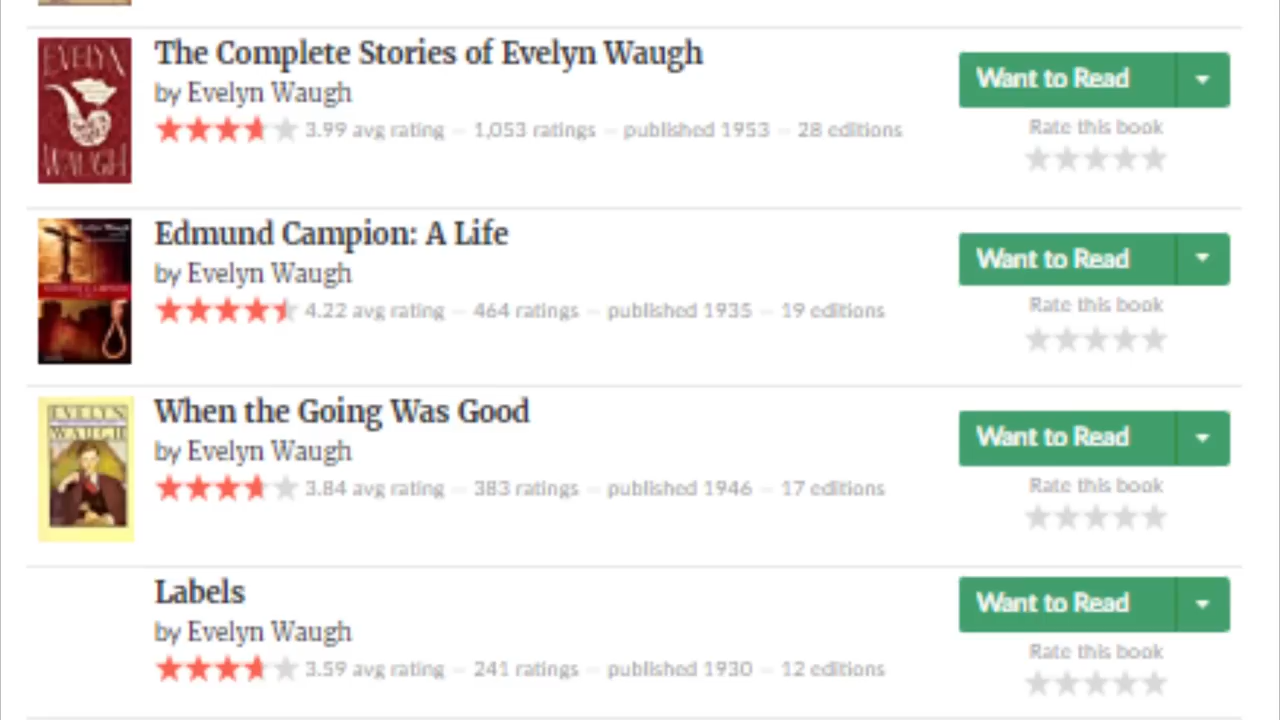 The Complete Stories of Evelyn Waugh
by Evelyn Waugh
3.99 avg rating — 1,053 ratings — published 1953 — 28 editions
Want to Read
Rate this book
EVELYN
WAUGH
Edmund Campion: A Life
by Evelyn Waugh
4.22 avg rating — 464 ratings — published 1935 — 19 editions
Want to Read
Rate this book
When the Going Was Good
by Evelyn Waugh
3.84 avg rating — 383 ratings — published 1946 — 17 editions
Want to Read
Rate this book
EVELYN
WAUGH
Labels
by Evelyn Waugh
3.59 avg rating — 241 ratings — published 1930 — 12 editions
Want to Read
Rate this book